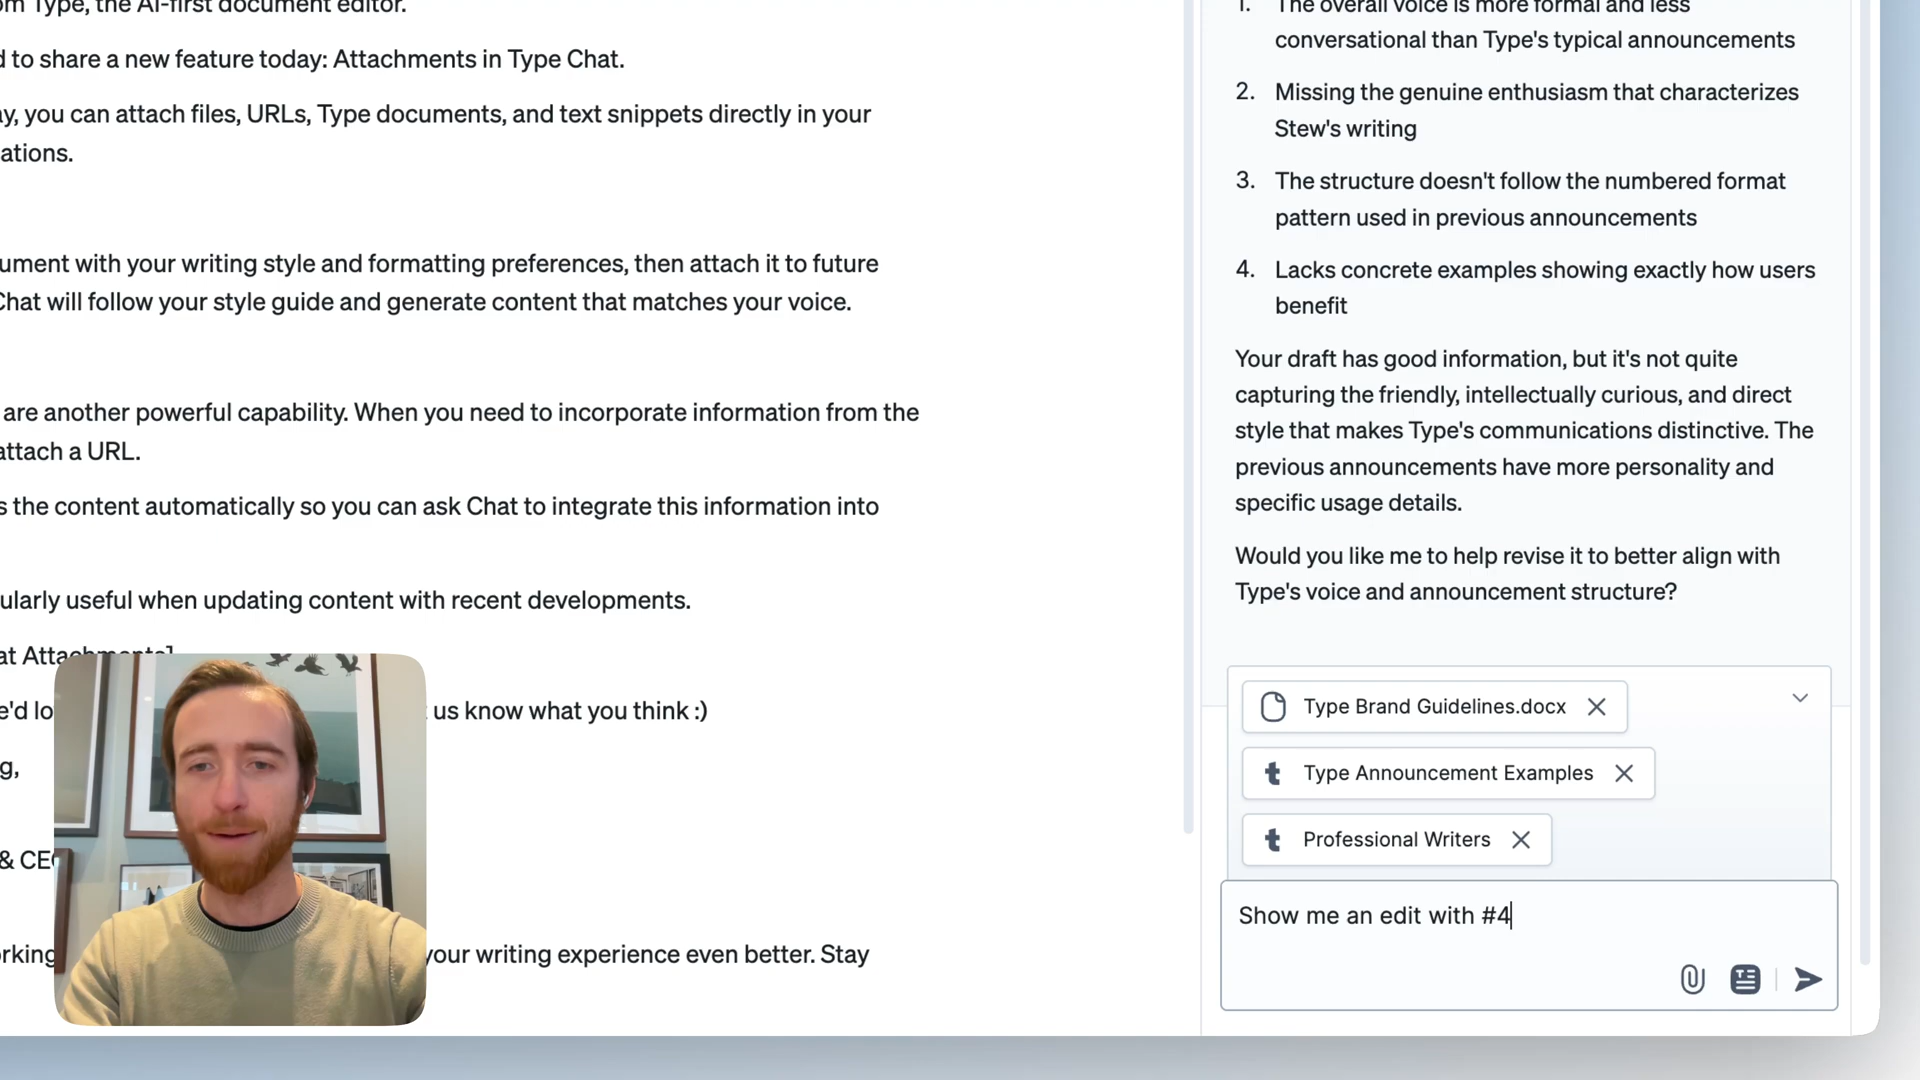 Type, the AI-first document editor.
to share a new feature today: Attachments in Type Chat.
you can attach files, URLs, Type documents, and text snippets directly in your
ations.
ument with your writing style and formatting preferences, then attach it to future
Chat will follow your style guide and generate content that matches your voice.
are another powerful capability. When you need to incorporate information from the
attach a URL.
s the content automatically so you can ask Chat to integrate this information into
ularly useful when updating content with recent developments.
at Attachments]
e'd lo us know what you think :)
g,
& CE
rking your writing experience even better. Stay
1. The overall voice is more formal and less
conversational than Type's typical announcements
2. Missing the genuine enthusiasm that characterizes
Stew's writing
3. The structure doesn't follow the numbered format
pattern used in previous announcements
4. Lacks concrete examples showing exactly how users
benefit
Your draft has good information, but it's not quite
capturing the friendly, intellectually curious, and direct
style that makes Type's communications distinctive. The
previous announcements have more personality and
specific usage details.
Would you like me to help revise it to better align with
Type's voice and announcement structure?
Type Brand Guidelines.docx
Type Announcement Examples
Professional Writers
Show me an edit with #4